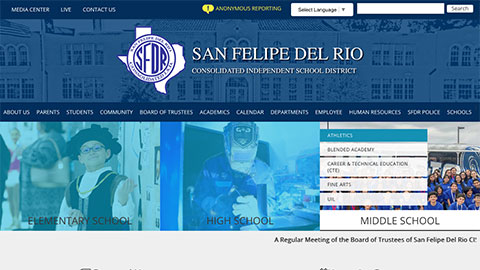 MEDIA CENTER LIVE CONTACT US
ANONYMOUS REPORTING
Select Language ▼
Search
SFDR
SAN FELIPE DEL RIO
CONSOLIDATED INDEPENDENT SCHOOL DISTRICT
ABOUT US PARENTS STUDENTS COMMUNITY BOARD OF TRUSTEES ACADEMICS CALENDAR DEPARTMENTS EMPLOYEE HUMAN RESOURCES SFDR POLICE SCHOOLS
ATHLETICS
BLENDED ACADEMY
CAREER & TECHNICAL EDUCATION
(CTE)
FINE ARTS
UIL
ELEMENTARY SCHOOL
HIGH SCHOOL
MIDDLE SCHOOL
A Regular Meeting of the Board of Trustees of San Felipe Del Rio CIS